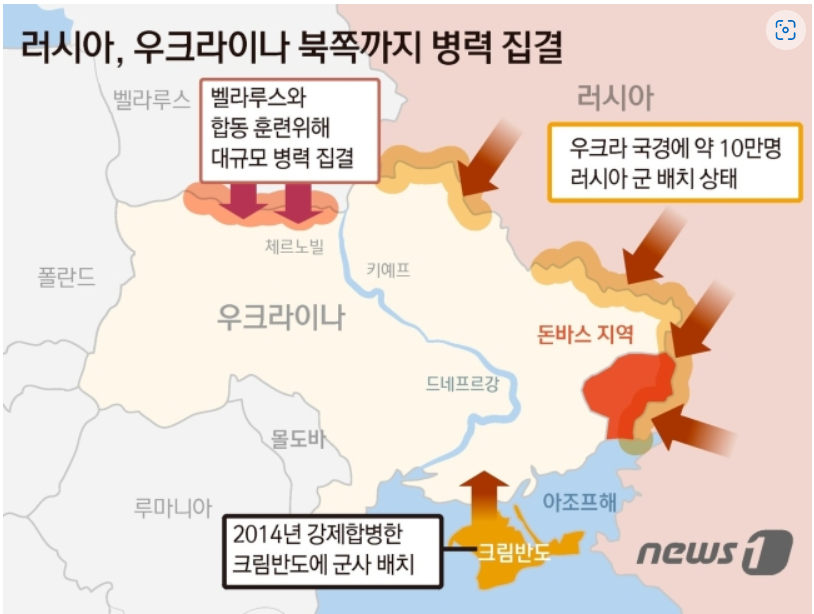 러시아, 우크라이나 북쪽까지 병력 집결
벨라루스
벨라루스와
합동 훈련위해
대규모 병력 집결
러시아
우크라 국경에 약 10만명
러시아 군 배치 상태
체르노빌
키예프
폴란드
우크라이나
돈바스 지역
드네프르강
몰도바
루마니아
아조프해
2014년 강제합병한
크림반도에 군사 배치
크림반도
news1